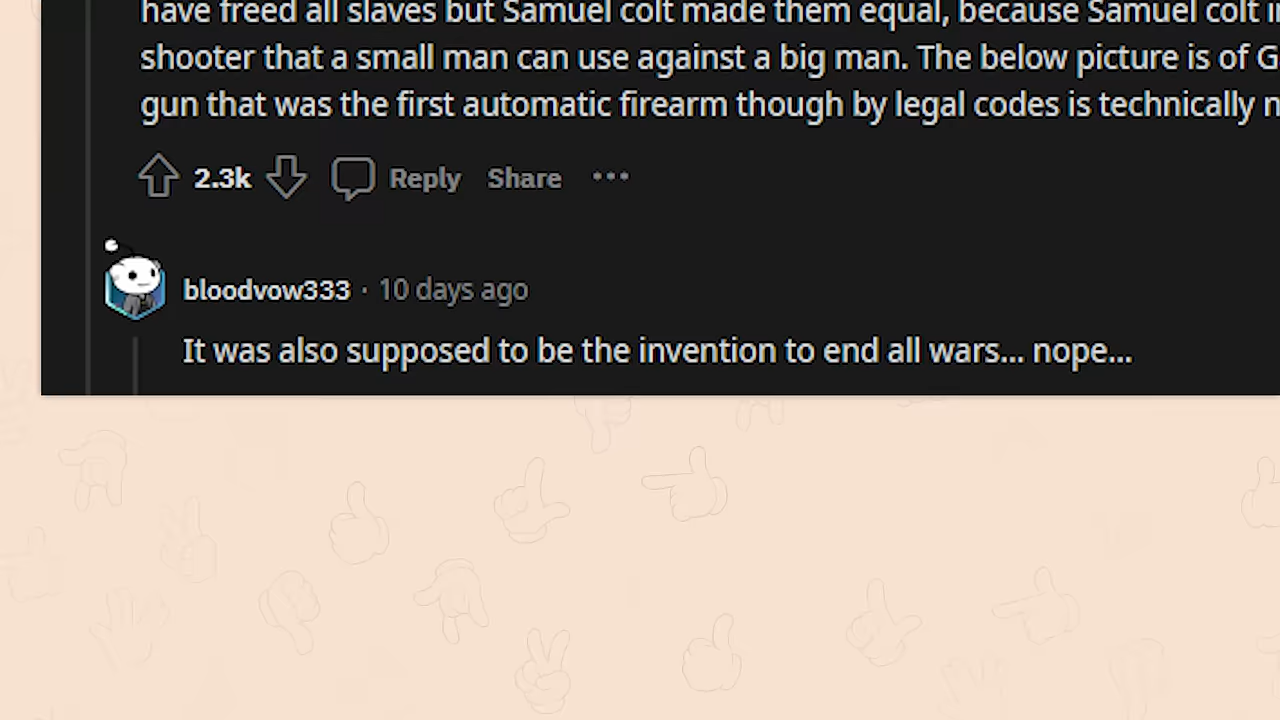 have freed all slaves but Samuel colt made them equal, because Samuel colt
shooter that a small man can use against a big man. The below picture is of
gun that was the first automatic firearm though by legal codes is technically
2.3k Reply Share ...
bloodvow333 · 10 days ago
It was also supposed to be the invention to end all wars... nope...